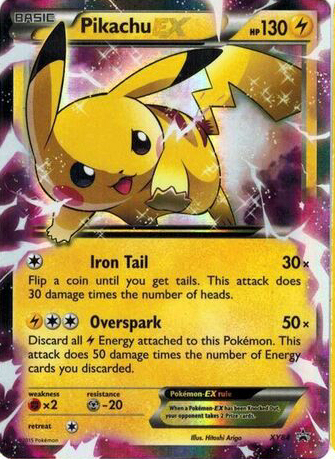 BASIC Pikachu EX HP130
Iron Tail 30×
Flip a coin until you get tails. This attack does
30 damage times the number of heads.
Overspark 50×
Discard all Energy attached to this Pokémon. This
attack does 50 damage times the number of Energy
cards you discarded.
weakness resistance
×2 -20
Pokémon-EX rule
When a Pokémon-EX has been Knocked Out,
your opponent takes 2 Prize cards.
retreat
©2015 Pokémon Illus. Hitoshi Ariga XY84